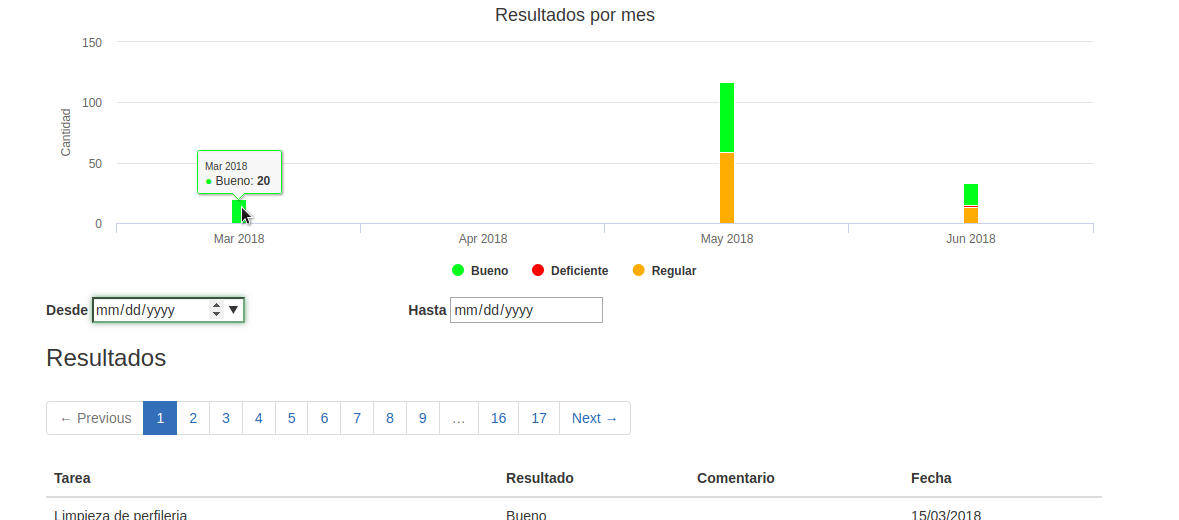 Resultados por mes
150
100
50
0
Cantidad
Mar 2018
Bueno: 20
Mar 2018 Apr 2018 May 2018 Jun 2018
Bueno Deficiente Regular
Desde mm/dd/yyyy Hasta mm/dd/yyyy
Resultados
← Previous 1 2 3 4 5 6 7 8 9 … 16 17 Next →
Tarea Resultado Comentario Fecha
Limpieza de perfileria Bueno 15/03/2018